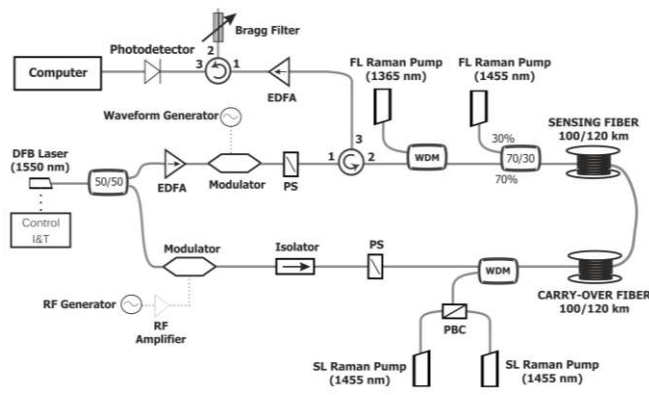 Bragg Filter
2
Photodetector
3
1
Computer
EDFA
FL Raman Pump
(1365 nm)
FL Raman Pump
(1455 nm)
Waveform Generator
SENSING FIBER
100/120 km
DFB Laser
(1550 nm)
50/50
EDFA
Modulator
PS
3
1
2
WDM
30%
70/30
70%
Control
I&T
Modulator
Isolator
PS
WDM
CARRY-OVER FIBER
100/120 km
RF Generator
RF
Amplifier
PBC
SL Raman Pump
(1455 nm)
SL Raman Pump
(1455 nm)